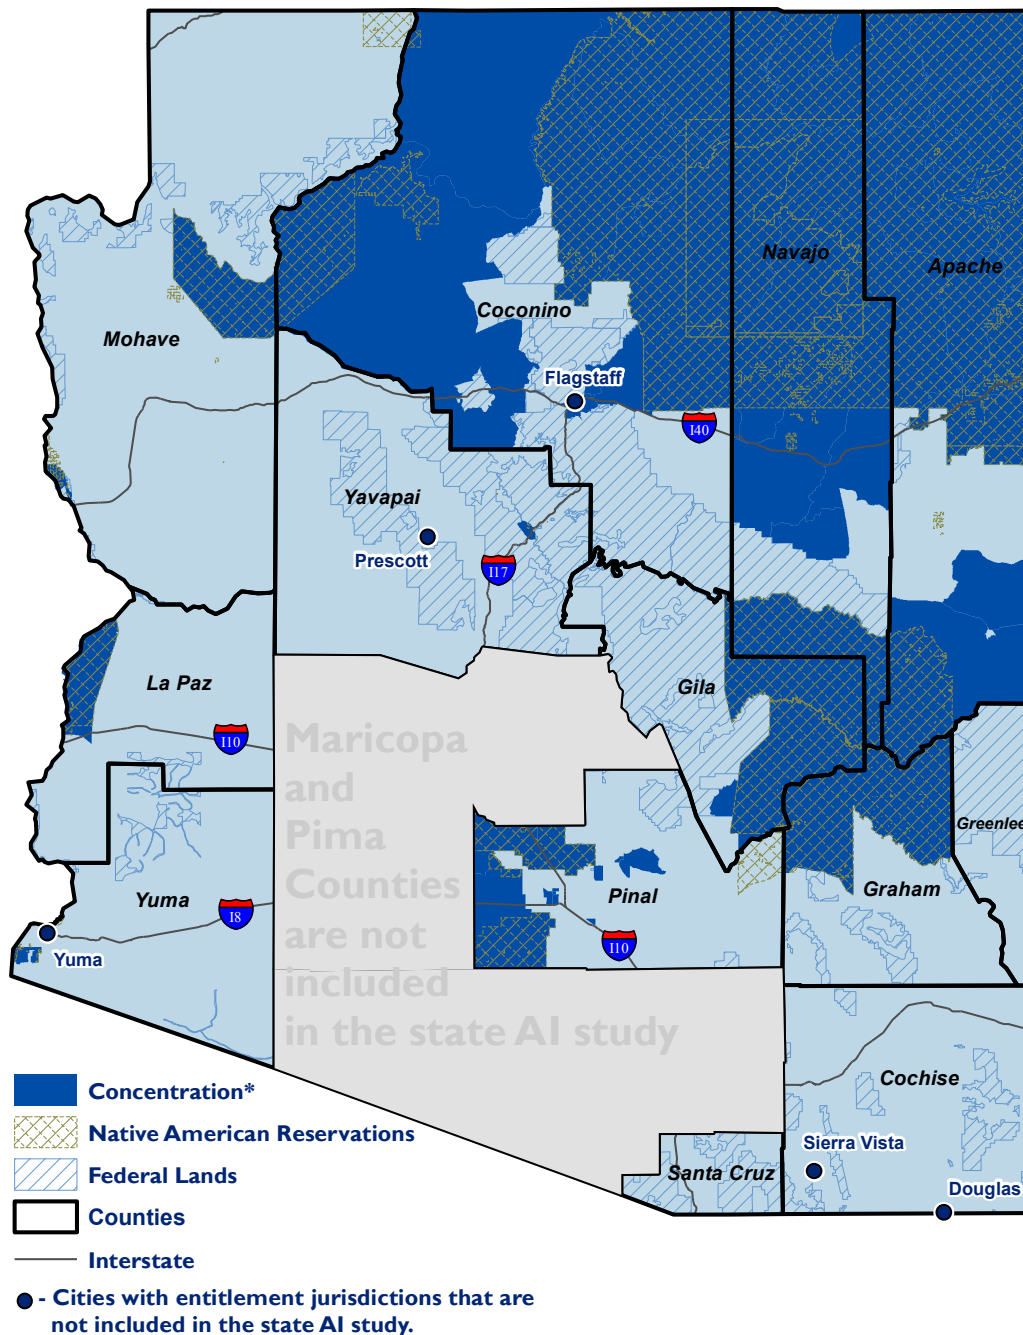 Navajo
Apache
Coconino
Mohave
Flagstaff
I40
Yavapai
Prescott
I17
La Paz
Gila
I10
Maricopa
and
Pima
Counties
are not
included
in the state AI study
Greenlee
Graham
Pinal
Yuma
I8
I10
Yuma
Cochise
Sierra Vista
Santa Cruz
Douglas
Concentration*
Native American Reservations
Federal Lands
Counties
Interstate
- Cities with entitlement jurisdictions that are
not included in the state AI study.